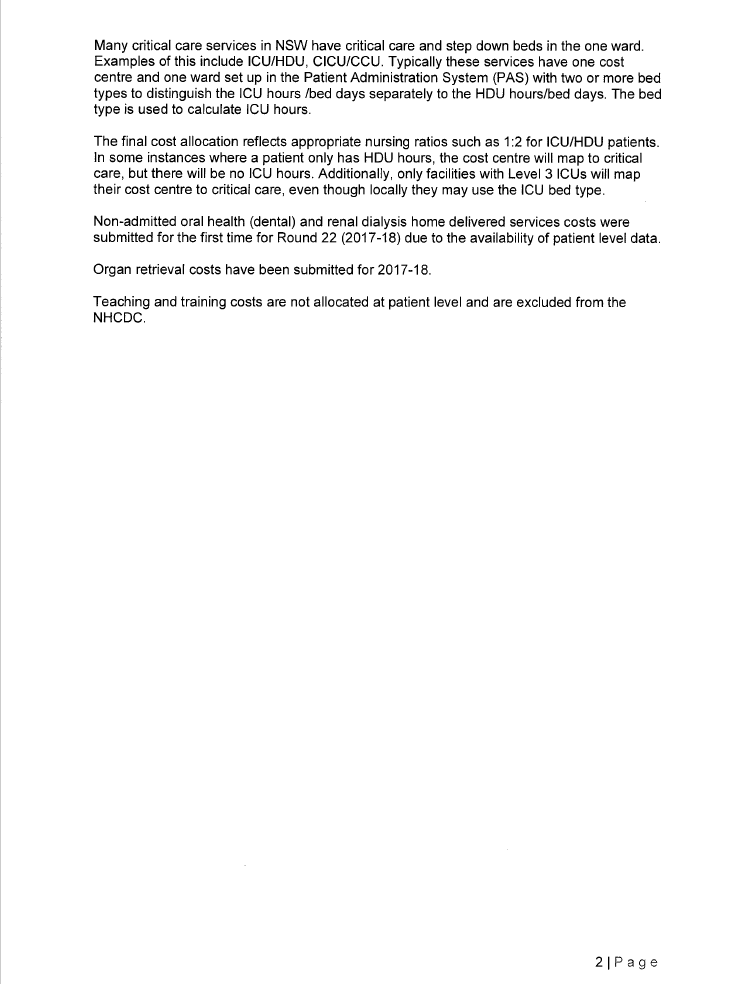 Many critical care services in NSW have critical care and step down beds in the one ward.
Examples of this include ICU/HDU, CICU/CCU. Typically these services have one cost
centre and one ward set up in the Patient Administration System (PAS) with two or more bed
types to distinguish the ICU hours /bed days separately to the HDU hours/bed days. The bed
type is used to calculate ICU hours.
The final cost allocation reflects appropriate nursing ratios such as 1:2 for ICU/HDU patients.
In some instances where a patient only has HDU hours, the cost centre will map to critical
care, but there will be no ICU hours. Additionally, only facilities with Level 3 ICUs will map
their cost centre to critical care, even though locally they may use the ICU bed type.
Non-admitted oral health (dental) and renal dialysis home delivered services costs were
submitted for the first time for Round 22 (2017-18) due to the availability of patient level data.
Organ retrieval costs have been submitted for 2017-18.
Teaching and training costs are not allocated at patient level and are excluded from the
NHCDC.
2 | P a g e